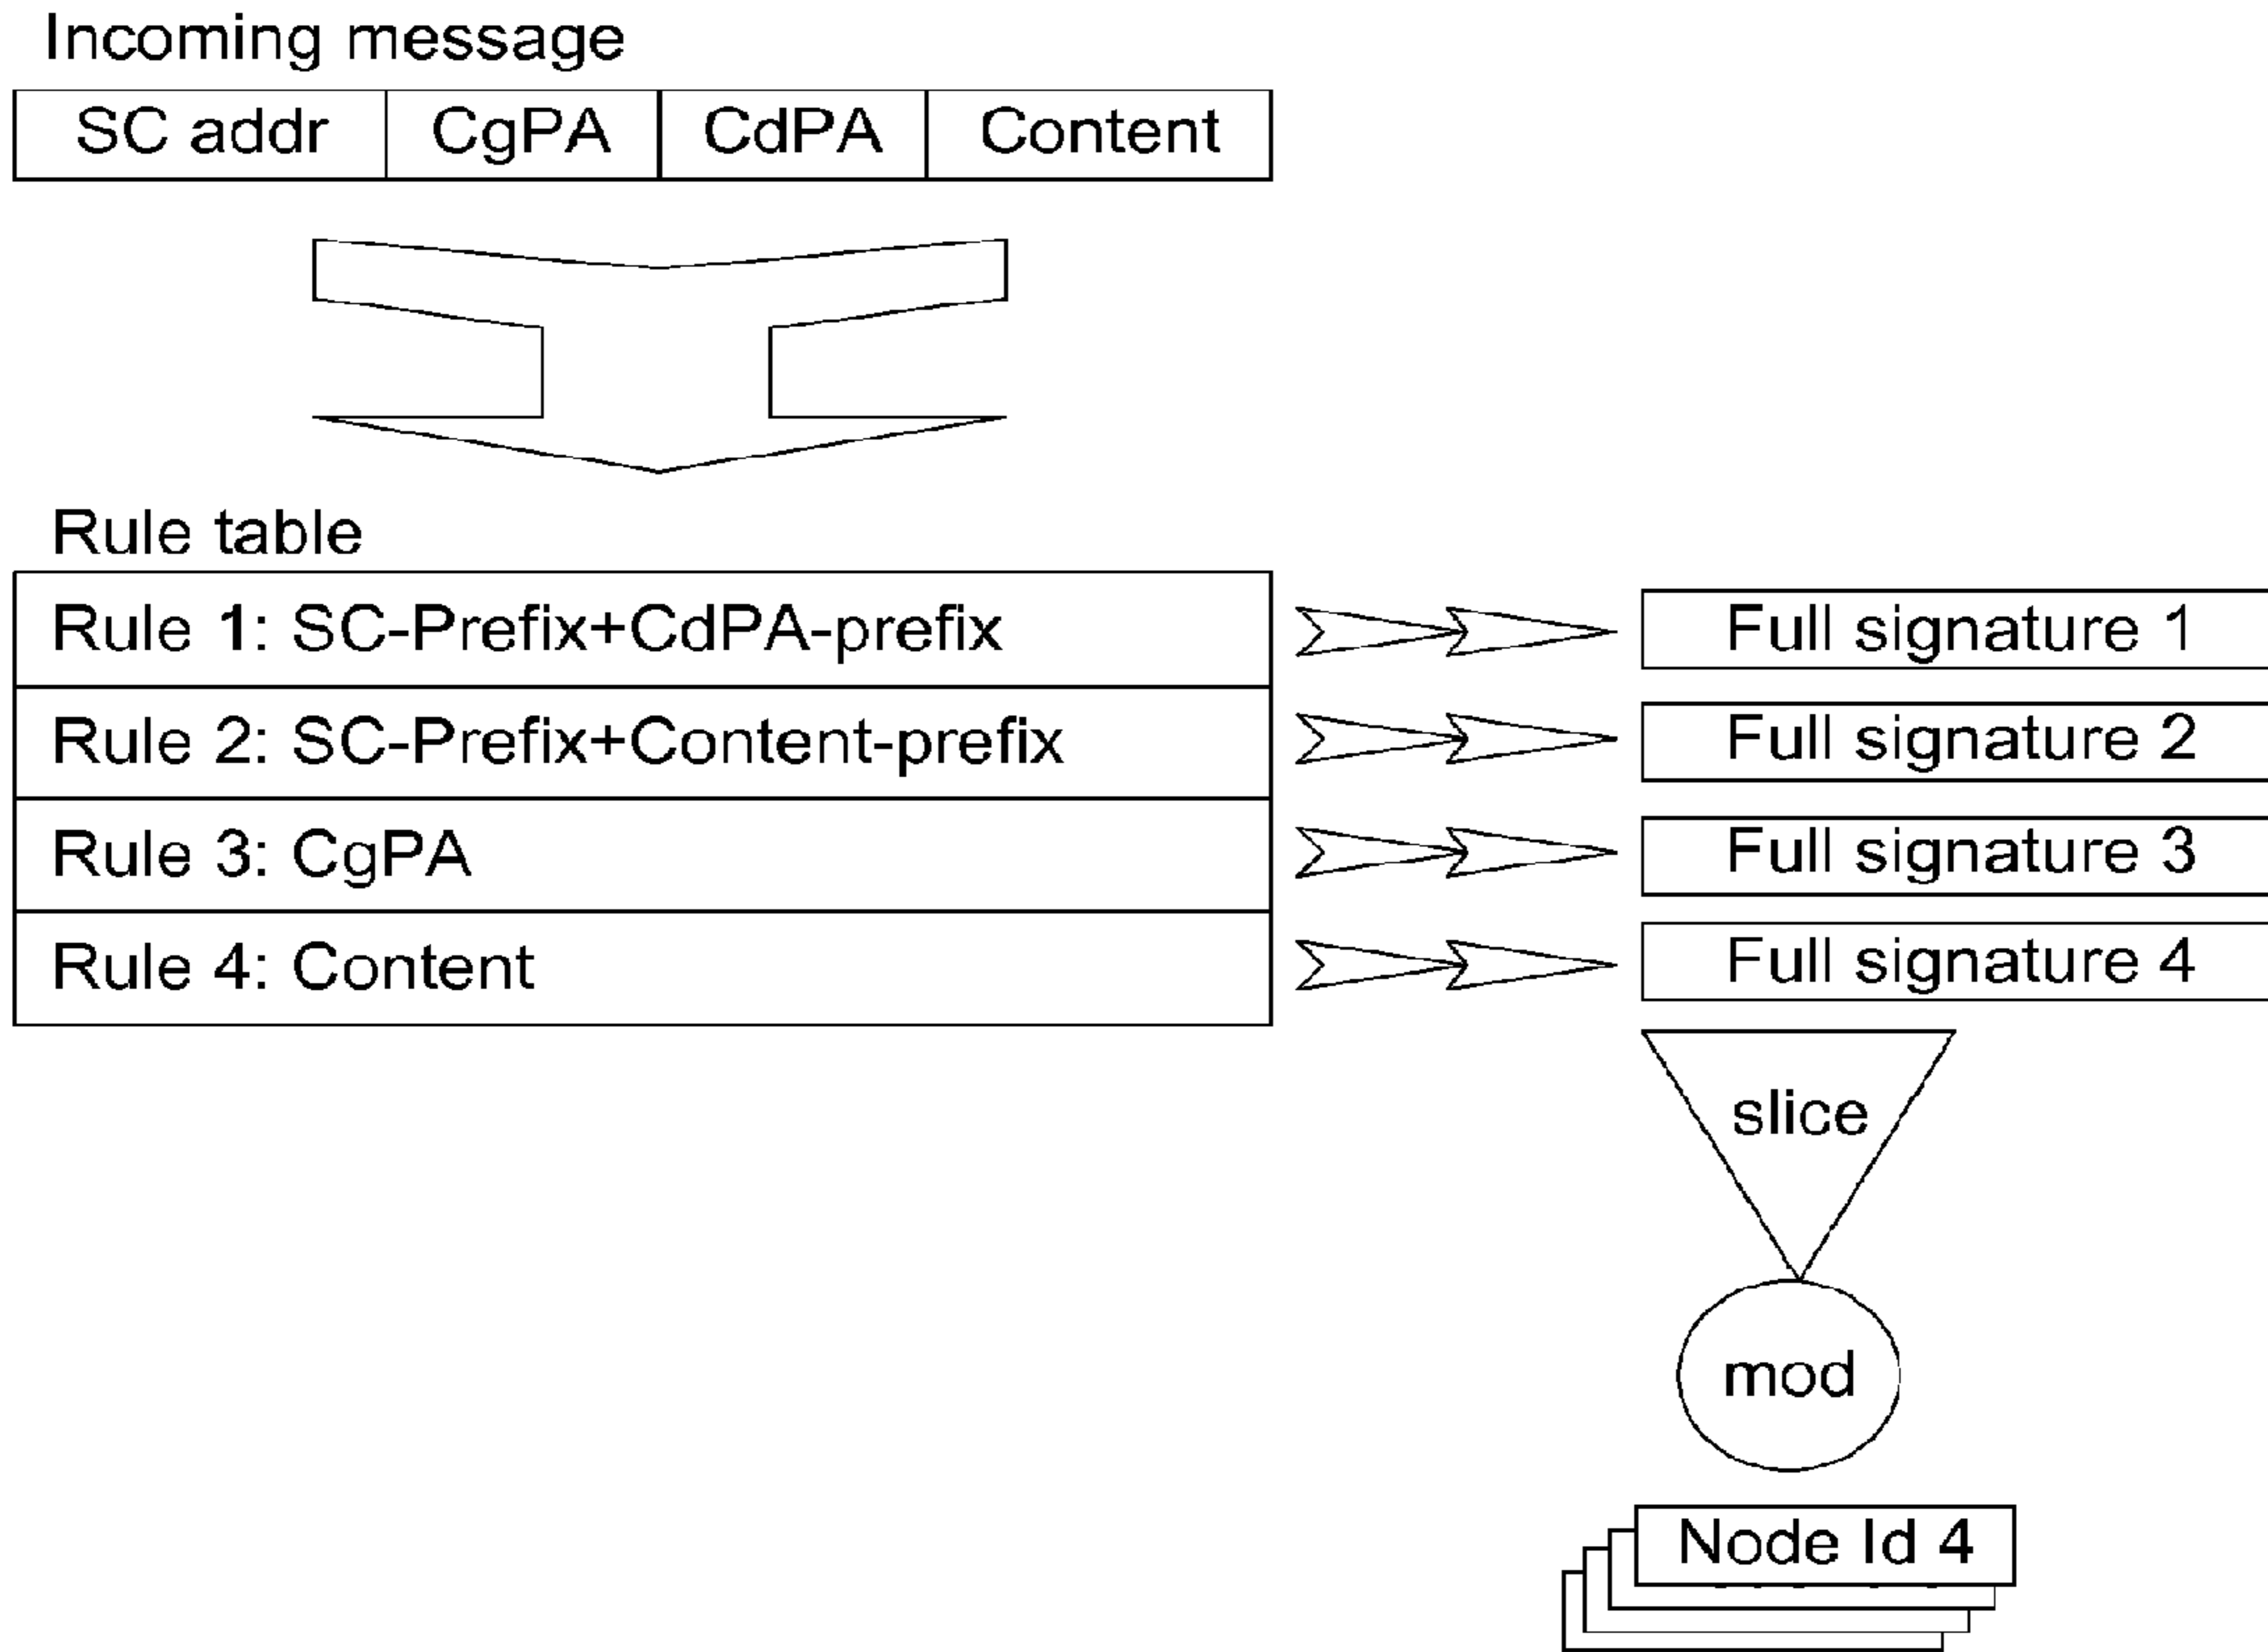 Incoming message
SC addr CgPA CdPA Content
Rule table
Rule 1: SC-Prefix+CdPA-prefix
Full signature 1
Rule 2: SC-Prefix+Content-prefix
Full signature 2
Rule 3: CgPA
Full signature 3
Rule 4: Content
Full signature 4
slice
mod
Node Id 4